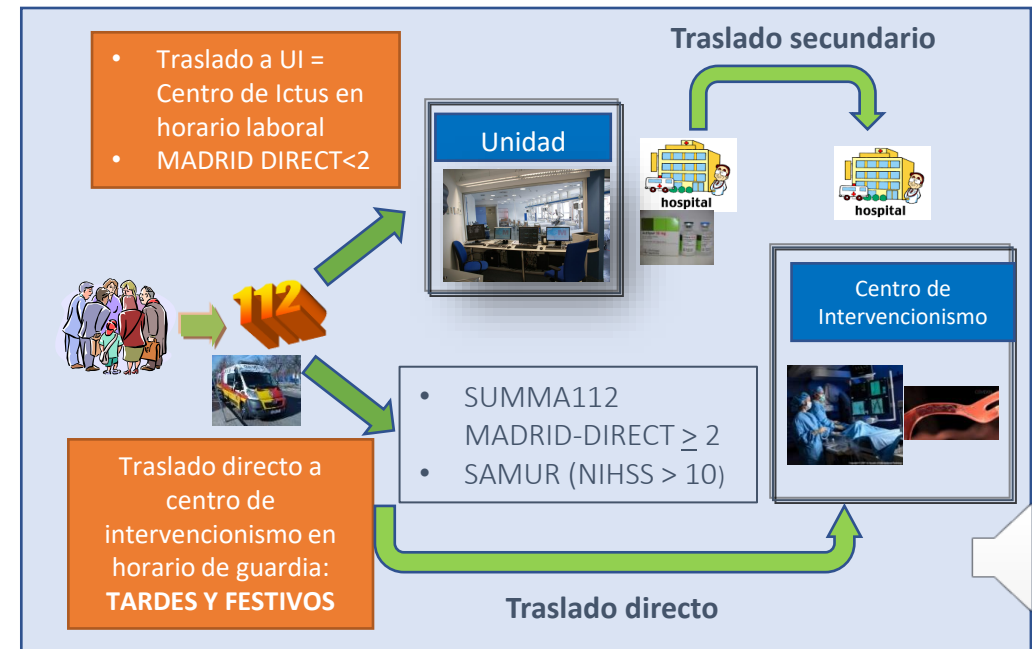 • Traslado a UI =
Centro de Ictus en
horario laboral
• MADRID DIRECT<2
Traslado secundario
Unidad
hospital
hospital
112
Centro de
Intervencionismo
• SUMMA112
MADRID-DIRECT ≥ 2
• SAMUR (NIHSS > 10)
Traslado directo a
centro de
intervencionismo en
horario de guardia:
TARDES Y FESTIVOS
Traslado directo